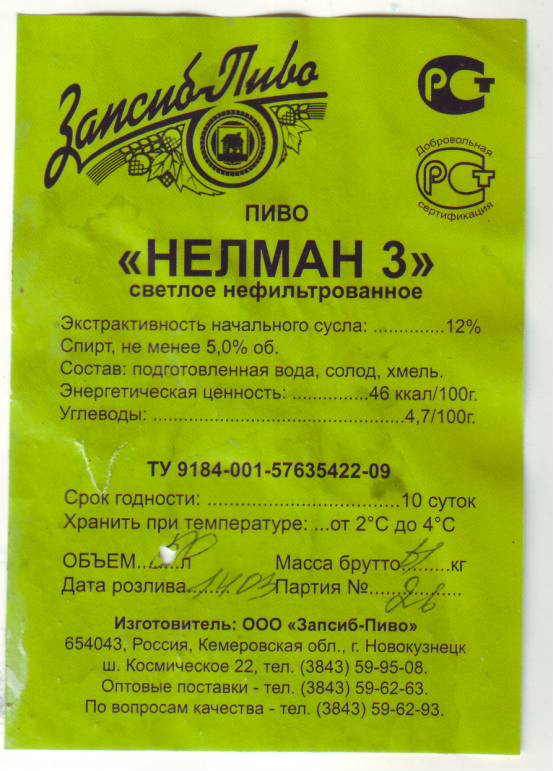 Запсиб-Пиво
РСТ
Добровольная
РСТ
сертификация
ПИВО
«НЕЛМАН 3»
светлое нефильтрованное
Экстрактивность начального сусла: ..............12%
Спирт, не менее 5,0% об.
Состав: подготовленная вода, солод, хмель.
Энергетическая ценность: ...............46 ккал/100г.
Углеводы: .................................................4,7/100г.
ТУ 9184-001-57635422-09
Срок годности: ......................................10 суток
Хранить при температуре: ...от 2°С до 4°С
ОБЪЕМ........л Масса брутто.........кг
Дата розлива 14.03 Партия №..................
Изготовитель: ООО «Запсиб-Пиво»
654043, Россия, Кемеровская обл., г. Новокузнецк
ш. Космическое 22, тел. (3843) 59-95-08.
Оптовые поставки - тел. (3843) 59-62-63.
По вопросам качества - тел. (3843) 59-62-93.